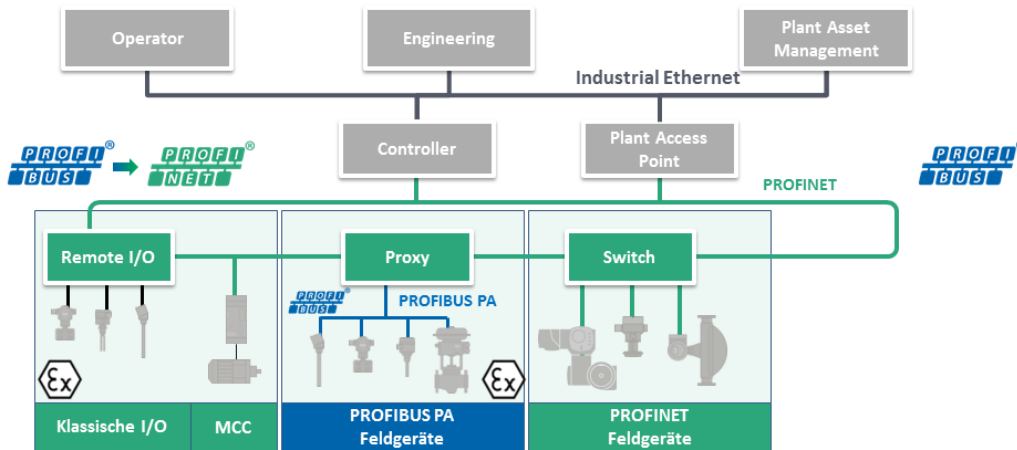 Operator
Engineering
Plant Asset
Management
Industrial Ethernet
Controller
Plant Access
Point
PROFI
BUS
®
PROFI
NET
®
PROFI
BUS
PROFINET
Remote I/O
Proxy
Switch
PROFI
BUS
®
PROFIBUS PA
Ex
Ex
Klassische I/O
MCC
PROFIBUS PA
Feldgeräte
PROFINET
Feldgeräte